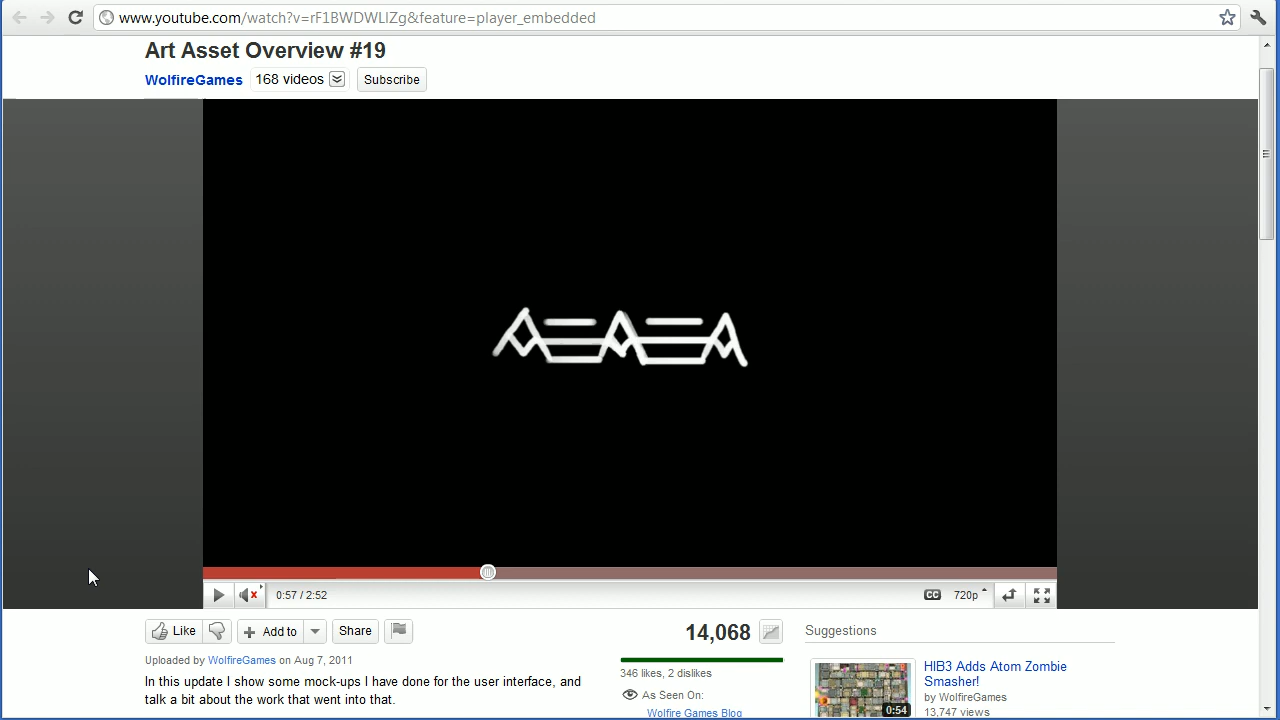 www.youtube.com/watch?v=rF1BWDWLIZg&feature=player_embedded
Art Asset Overview #19
WolfireGames 168 videos Subscribe
0:57 / 2:52 CC 720p
Like Add to Share 14,068 Suggestions
Uploaded by WolfireGames on Aug 7, 2011
In this update I show some mock-ups I have done for the user interface, and
talk a bit about the work that went into that.
346 likes, 2 dislikes
As Seen On:
Wolfire Games Blog
0:54
HIB3 Adds Atom Zombie
Smasher!
by WolfireGames
13,747 views